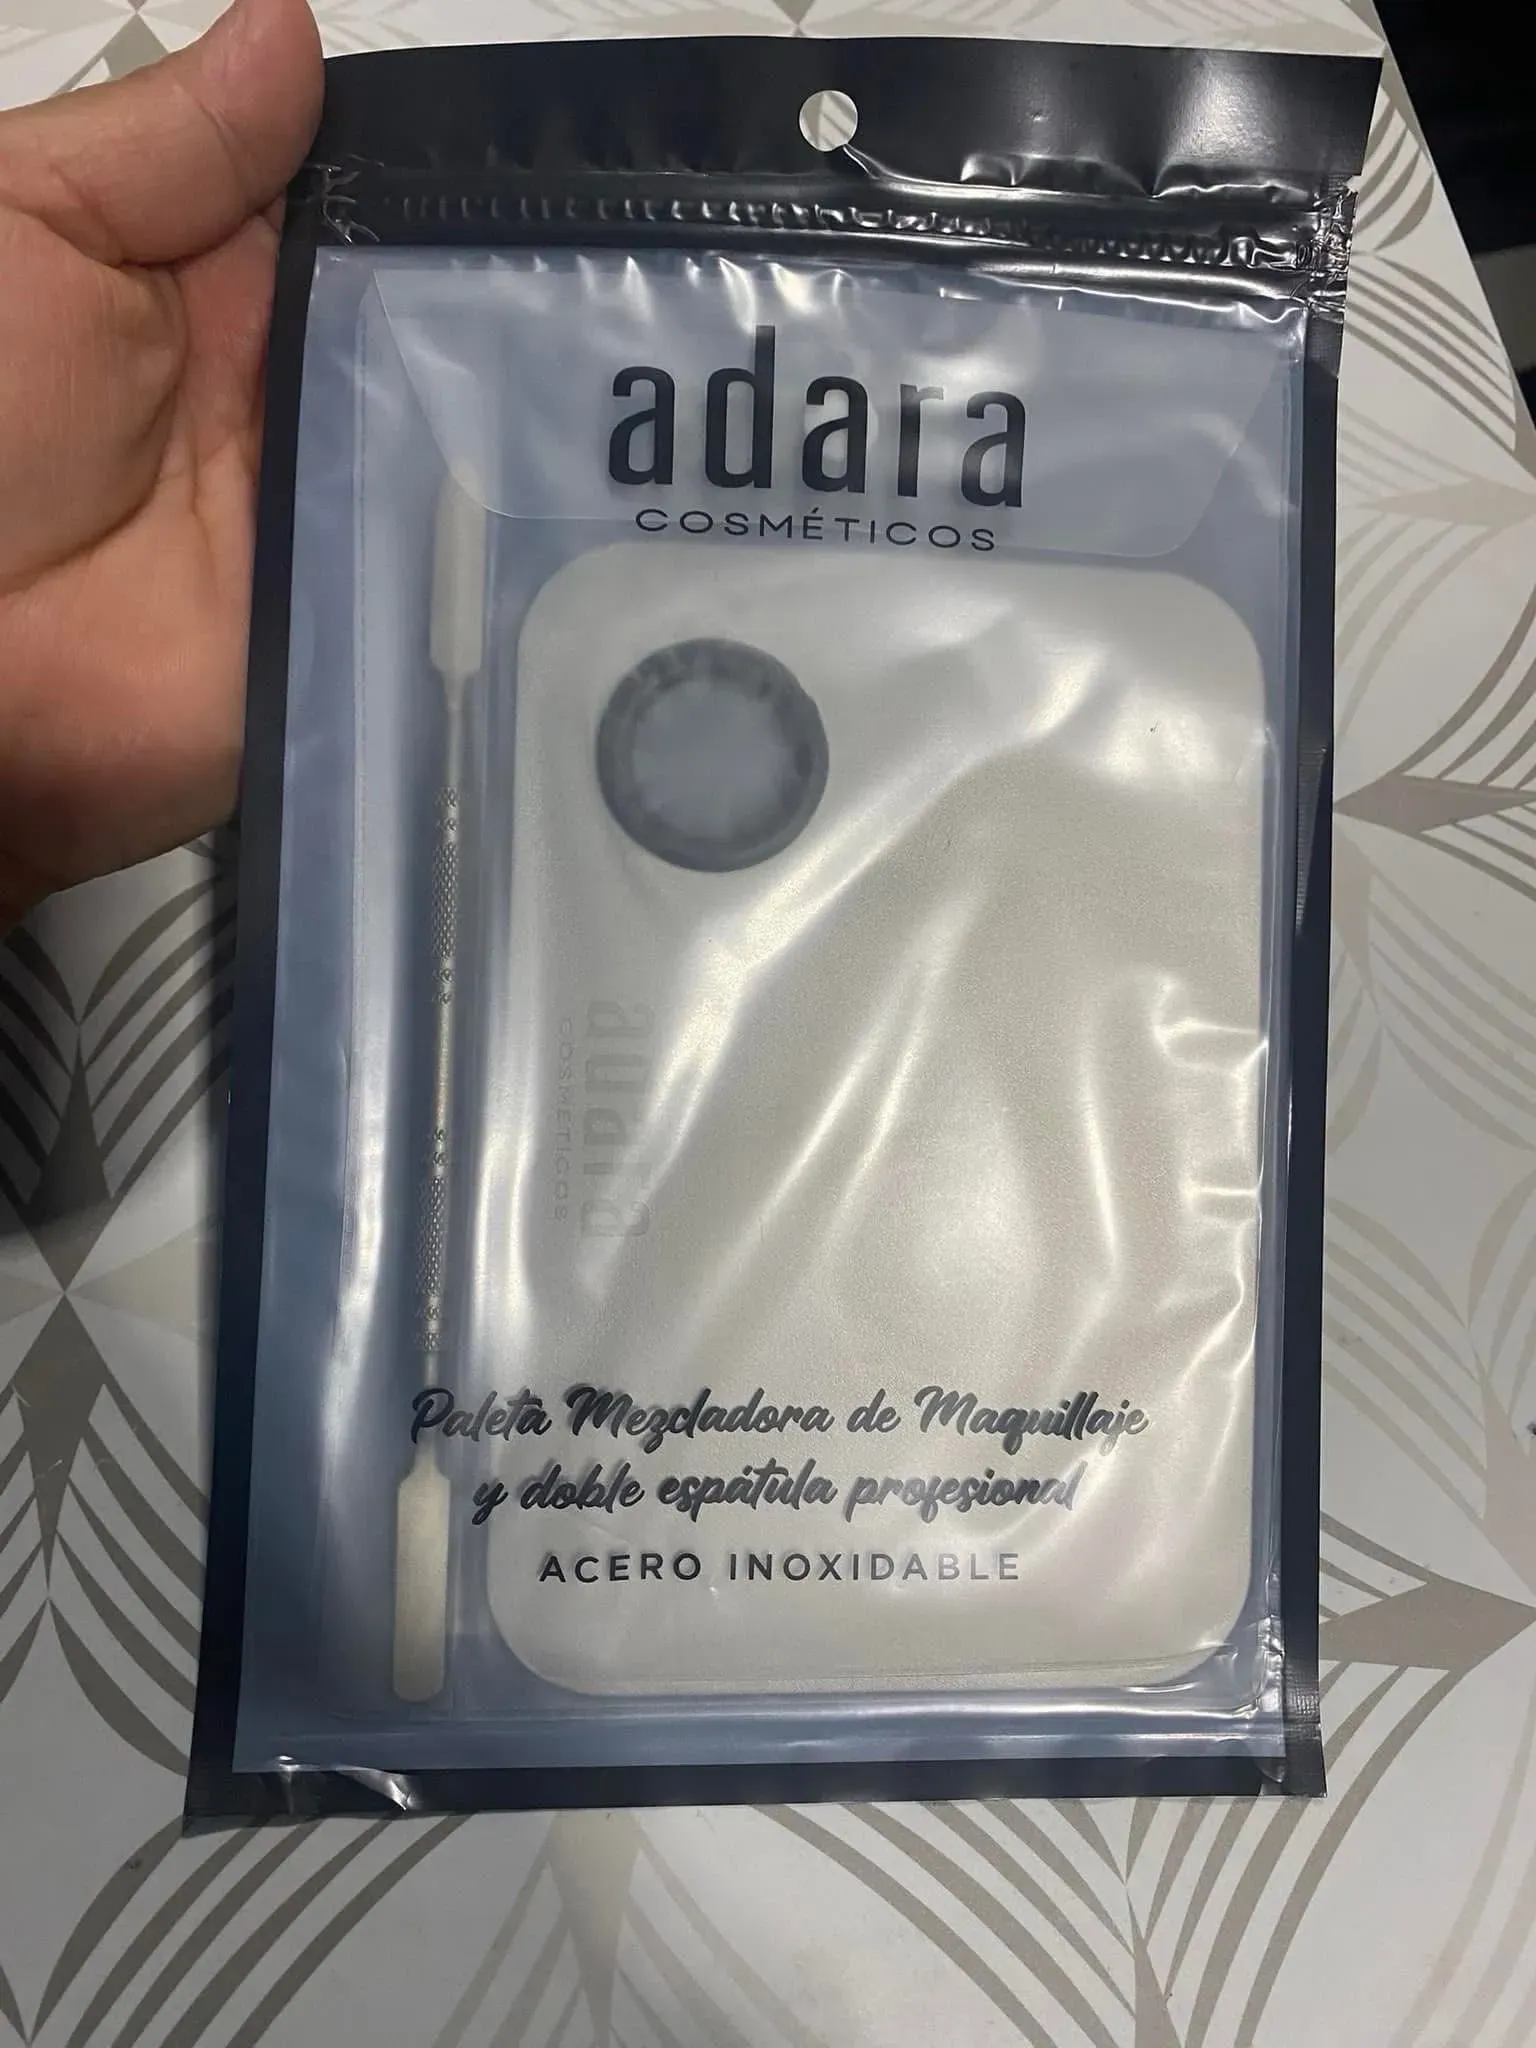 adara
COSMÉTICOS
adara
COSMÉTICOS
Paleta Mezcladora de Maquillaje
y doble espátula profesional
ACERO INOXIDABLE